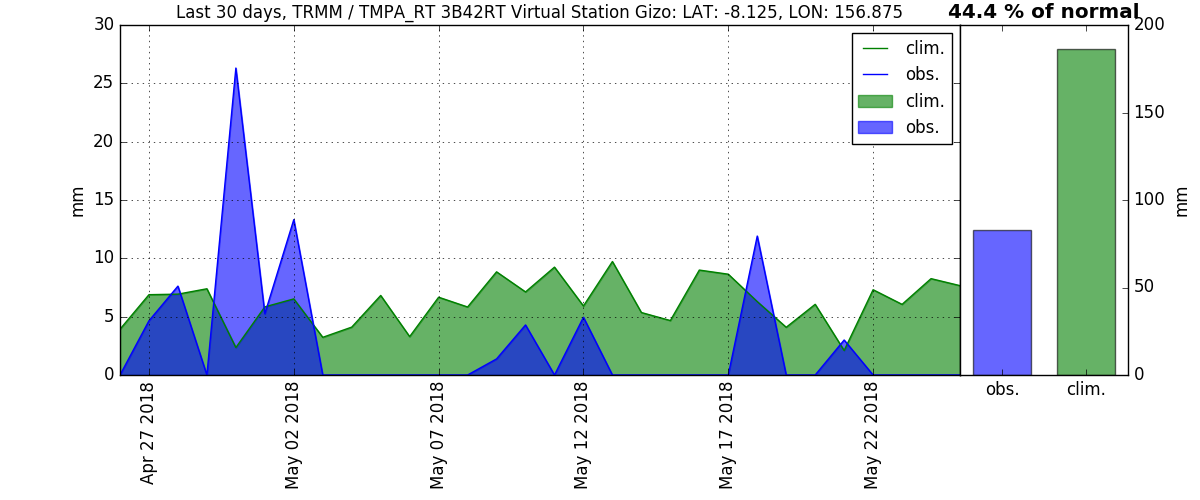 Last 30 days, TRMM / TMPA_RT 3B42RT Virtual Station Gizo: LAT: -8.125, LON: 156.875
44.4 % of normal
30
25
20
15
10
5
0
mm
clim.
obs.
clim.
obs.
Apr 27 2018
May 02 2018
May 07 2018
May 12 2018
May 17 2018
May 22 2018
200
150
100
50
0
mm
obs.
clim.